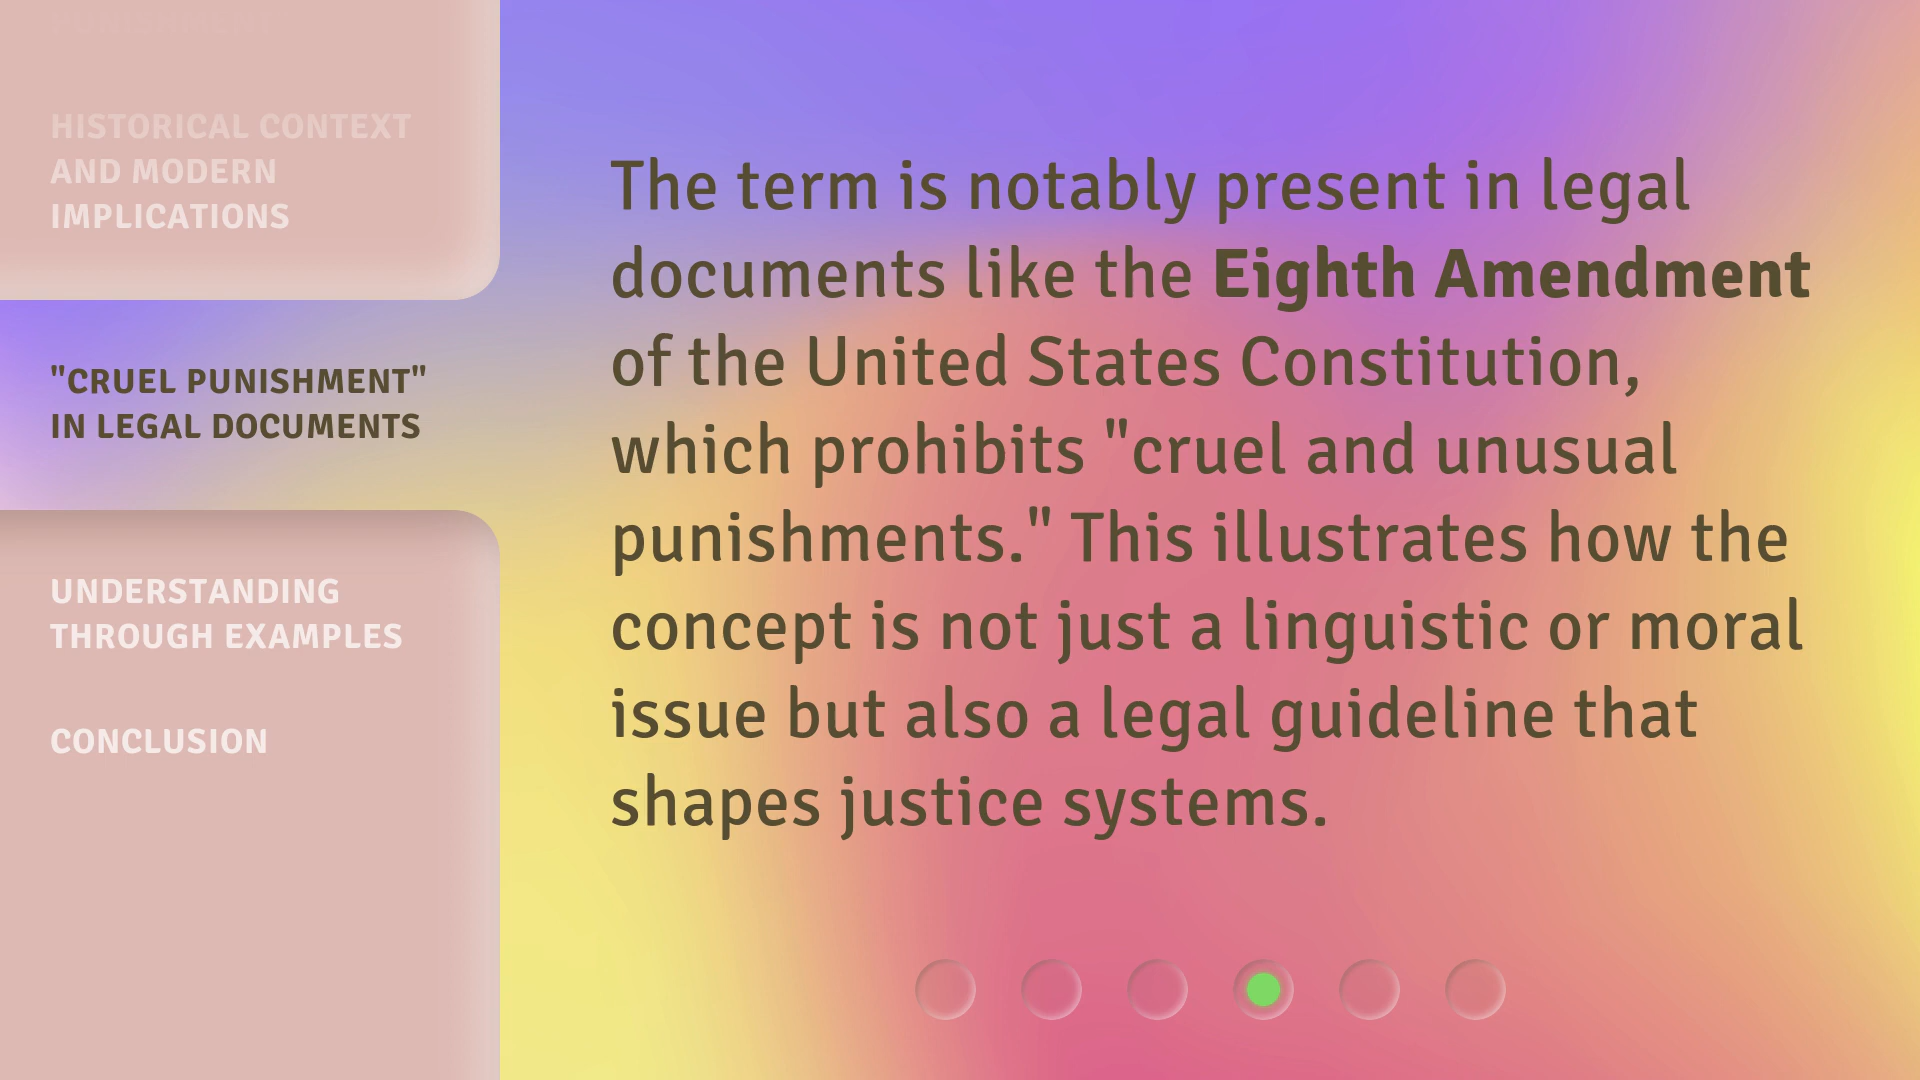 HISTORICAL CONTEXT
AND MODERN
IMPLICATIONS
"CRUEL PUNISHMENT"
IN LEGAL DOCUMENTS
UNDERSTANDING
THROUGH EXAMPLES
CONCLUSION
The term is notably present in legal
documents like the Eighth Amendment
of the United States Constitution,
which prohibits "cruel and unusual
punishments." This illustrates how the
concept is not just a linguistic or moral
issue but also a legal guideline that
shapes justice systems.